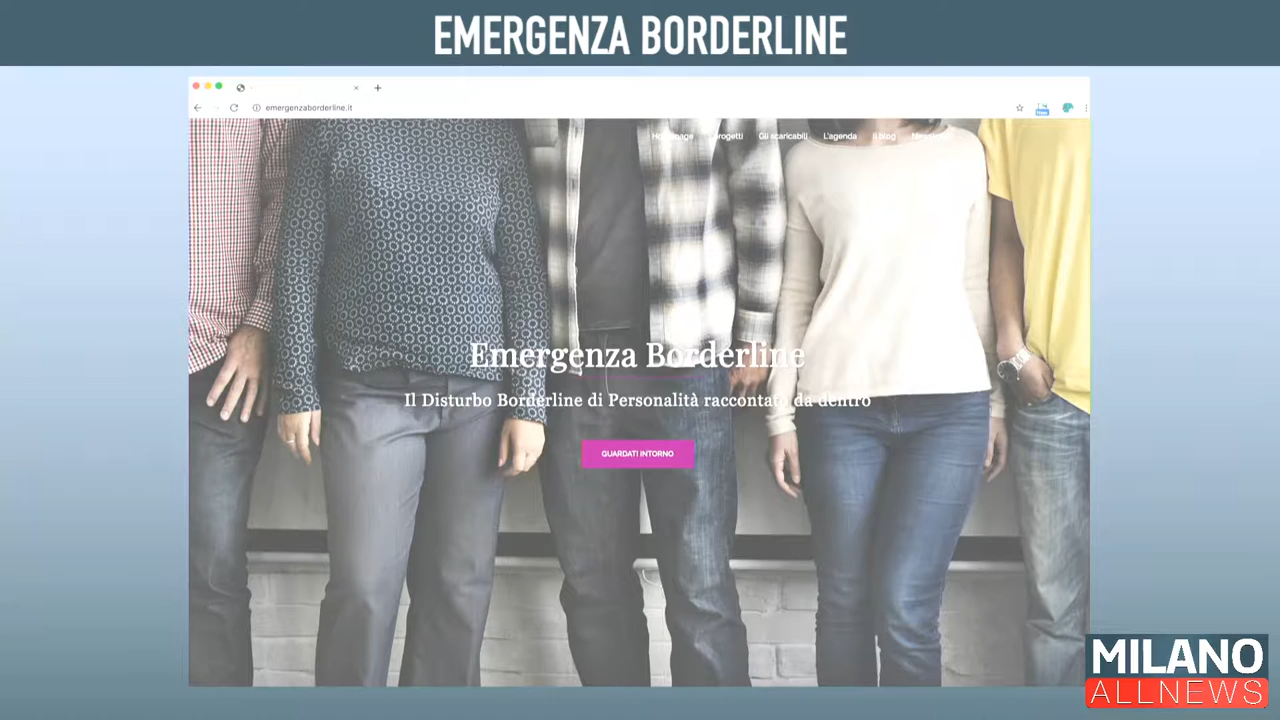 EMERGENZA BORDERLINE
emergenzaborderline.it
Homepage I progetti Gli scaricabili L'agenda Il blog
Emergenza Borderline
Il Disturbo Borderline di Personalità raccontato da dentro
GUARDATI INTORNO
MILANO
ALLNEWS